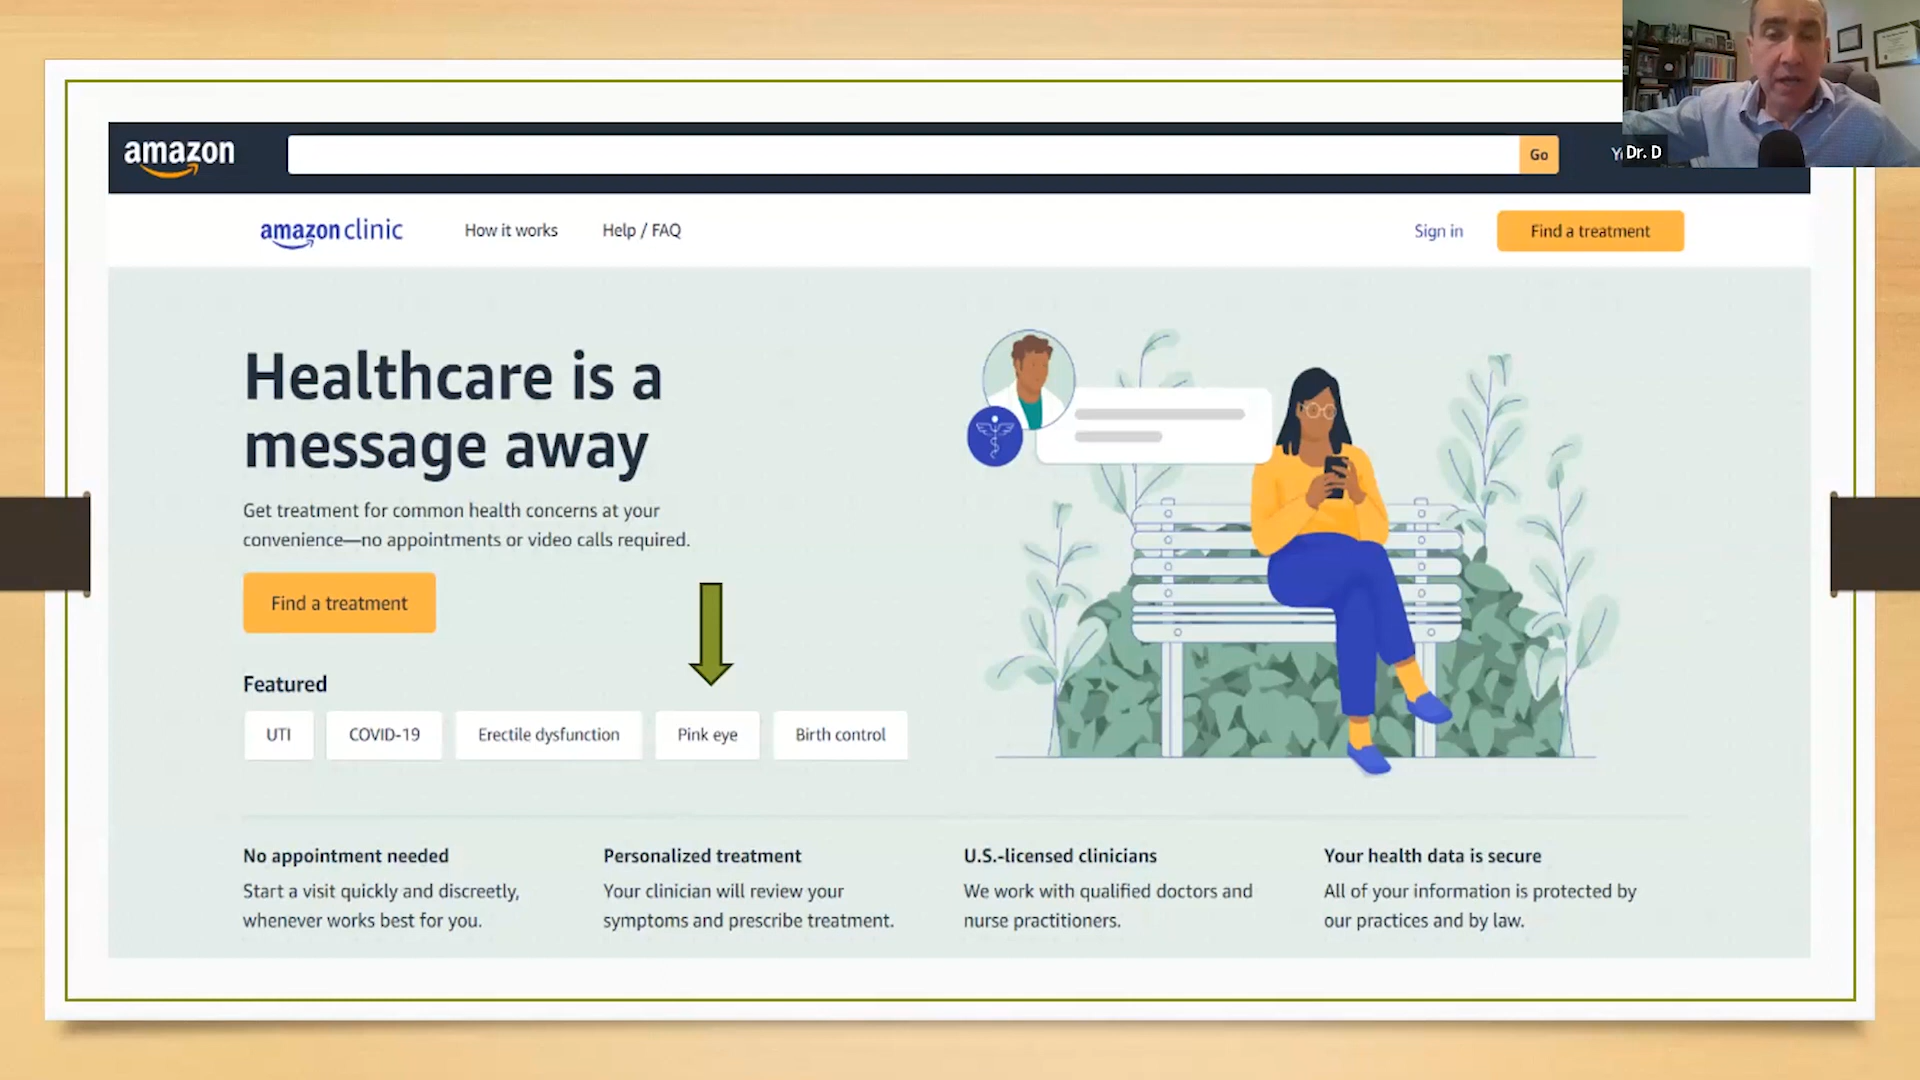 amazon
Go
Dr. D
amazon clinic
How it works
Help / FAQ
Sign in
Find a treatment
Healthcare is a
message away
Get treatment for common health concerns at your
convenience—no appointments or video calls required.
Find a treatment
Featured
UTI
COVID-19
Erectile dysfunction
Pink eye
Birth control
No appointment needed
Start a visit quickly and discreetly,
whenever works best for you.
Personalized treatment
Your clinician will review your
symptoms and prescribe treatment.
U.S.-licensed clinicians
We work with qualified doctors and
nurse practitioners.
Your health data is secure
All of your information is protected by
our practices and by law.